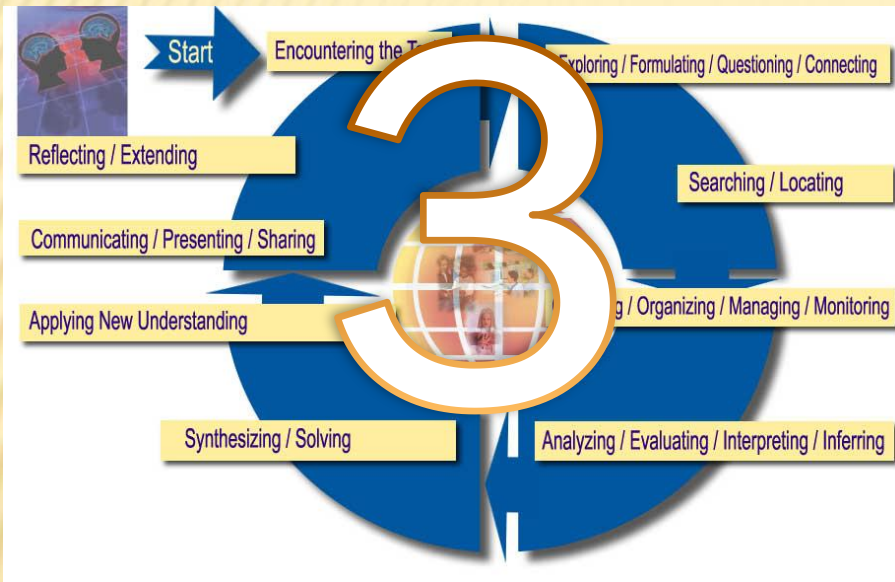 Start
Encountering the
3
/ Formulating / Questioning / Connecting
Searching / Locating
/ Organizing / Managing / Monitoring
Analyzing / Evaluating / Interpreting / Inferring
Synthesizing / Solving
Applying New Understanding
Communicating / Presenting / Sharing
Reflecting / Extending